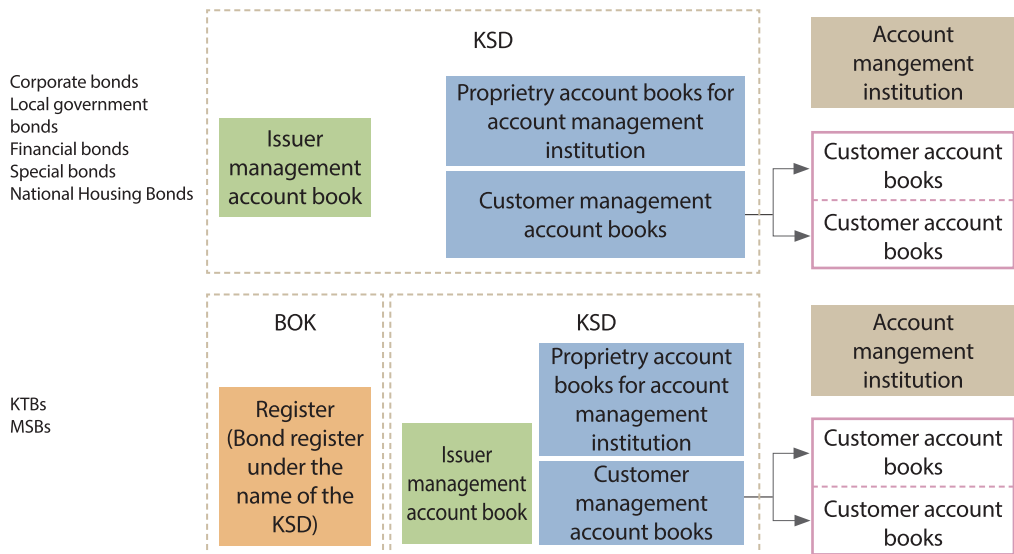 KSD
Account
mangement
institution
Corporate bonds
Local government
bonds
Financial bonds
Special bonds
National Housing Bonds
Issuer
management
account book
Proprietry account books for
account management
institution
Customer management
account books
Customer account
books
Customer account
books
BOK
KSD
Account
mangement
institution
KTBs
MSBs
Register
(Bond register
under the
name of the
KSD)
Issuer
management
account book
Proprietry account
books for account
management
institution
Customer
management
account books
Customer account
books
Customer account
books